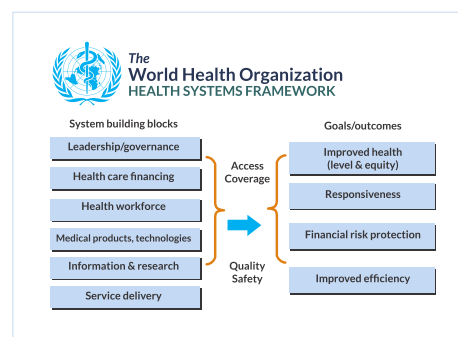 The
World Health Organization
HEALTH SYSTEMS FRAMEWORK
System building blocks
Leadership/governance
Health care financing
Health workforce
Medical products, technologies
Information & research
Service delivery
Access
Coverage
Quality
Safety
Goals/outcomes
Improved health
(level & equity)
Responsiveness
Financial risk protection
Improved efficiency